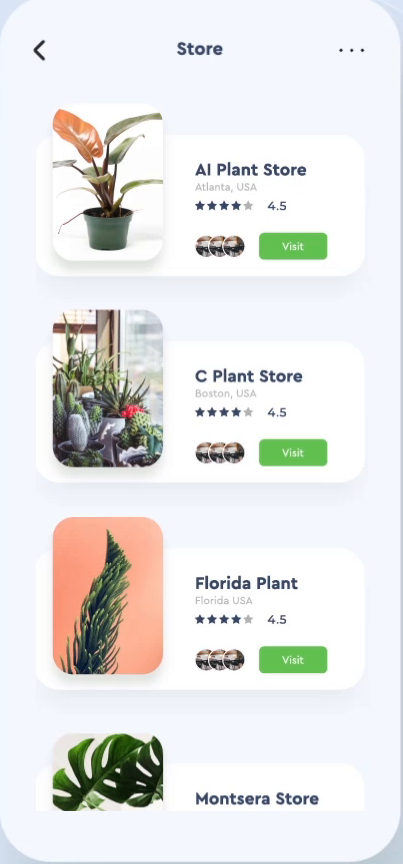 Store
AI Plant Store
Atlanta, USA
4.5
Visit
C Plant Store
Boston, USA
4.5
Visit
Florida Plant
Florida USA
4.5
Visit
Montsera Store